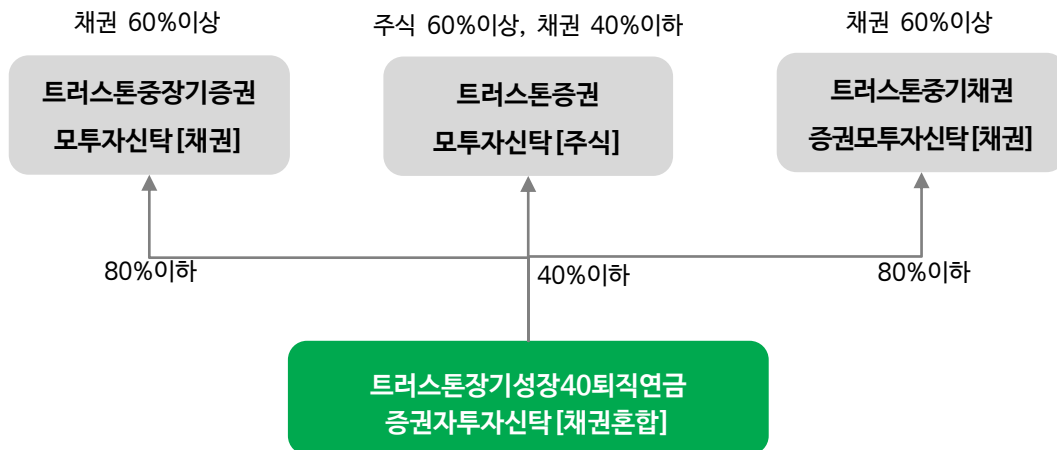 채권 60%이상
주식 60%이상, 채권 40%이하
채권 60%이상
트러스톤중장기증권
모투자신탁[채권]
트러스톤증권
모투자신탁[주식]
트러스톤중기채권
증권모투자신탁[채권]
80%이하
40%이하
80%이하
트러스톤장기성장40퇴직연금
증권자투자신탁[채권혼합]